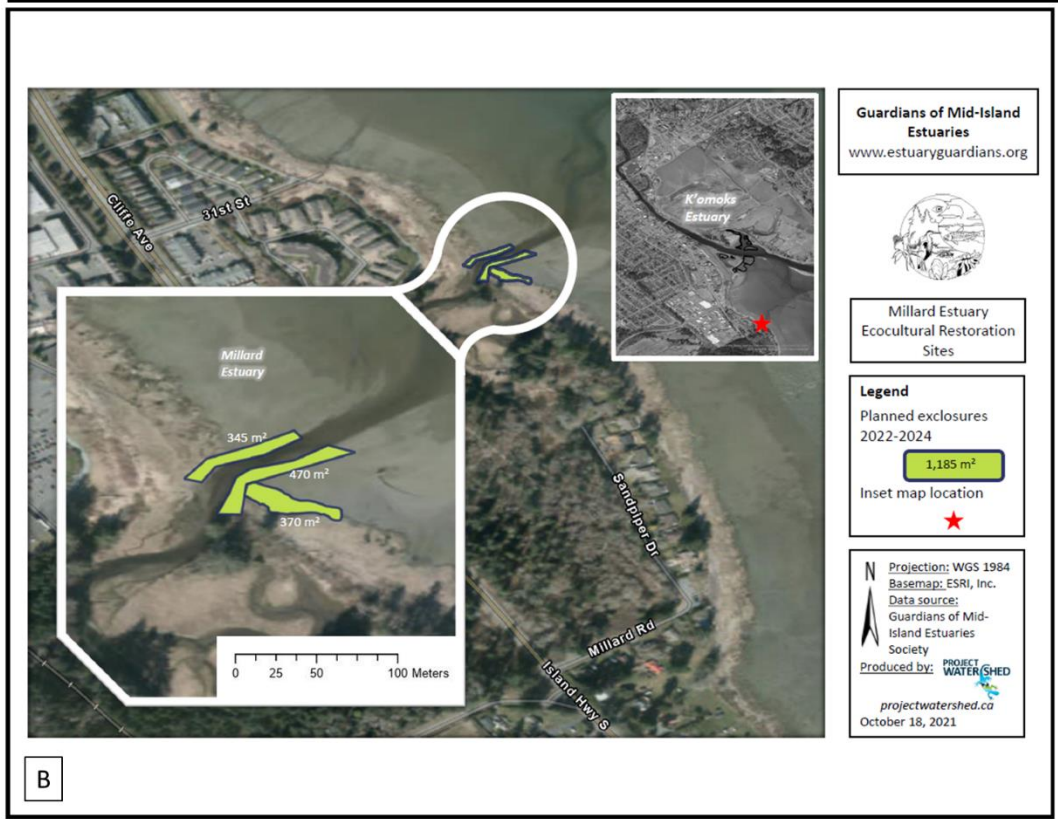 Cliffe Ave
31st St
K'omoks
Estuary
Millard
Estuary
345 m²
470 m²
370 m²
0 25 50 100 Meters
Sandpiper Dr
Millard Rd
Island Hwy S
Guardians of Mid-Island
Estuaries
www.estuaryguardians.org
Millard Estuary
Ecocultural Restoration
Sites
Legend
Planned exclosures
2022-2024
1,185 m²
Inset map location
N
Projection: WGS 1984
Basemap: ESRI, Inc.
Data source:
Guardians of Mid-
Island Estuaries
Society
Produced by: PROJECT
WATERSHED
projectwatershed.ca
October 18, 2021
B